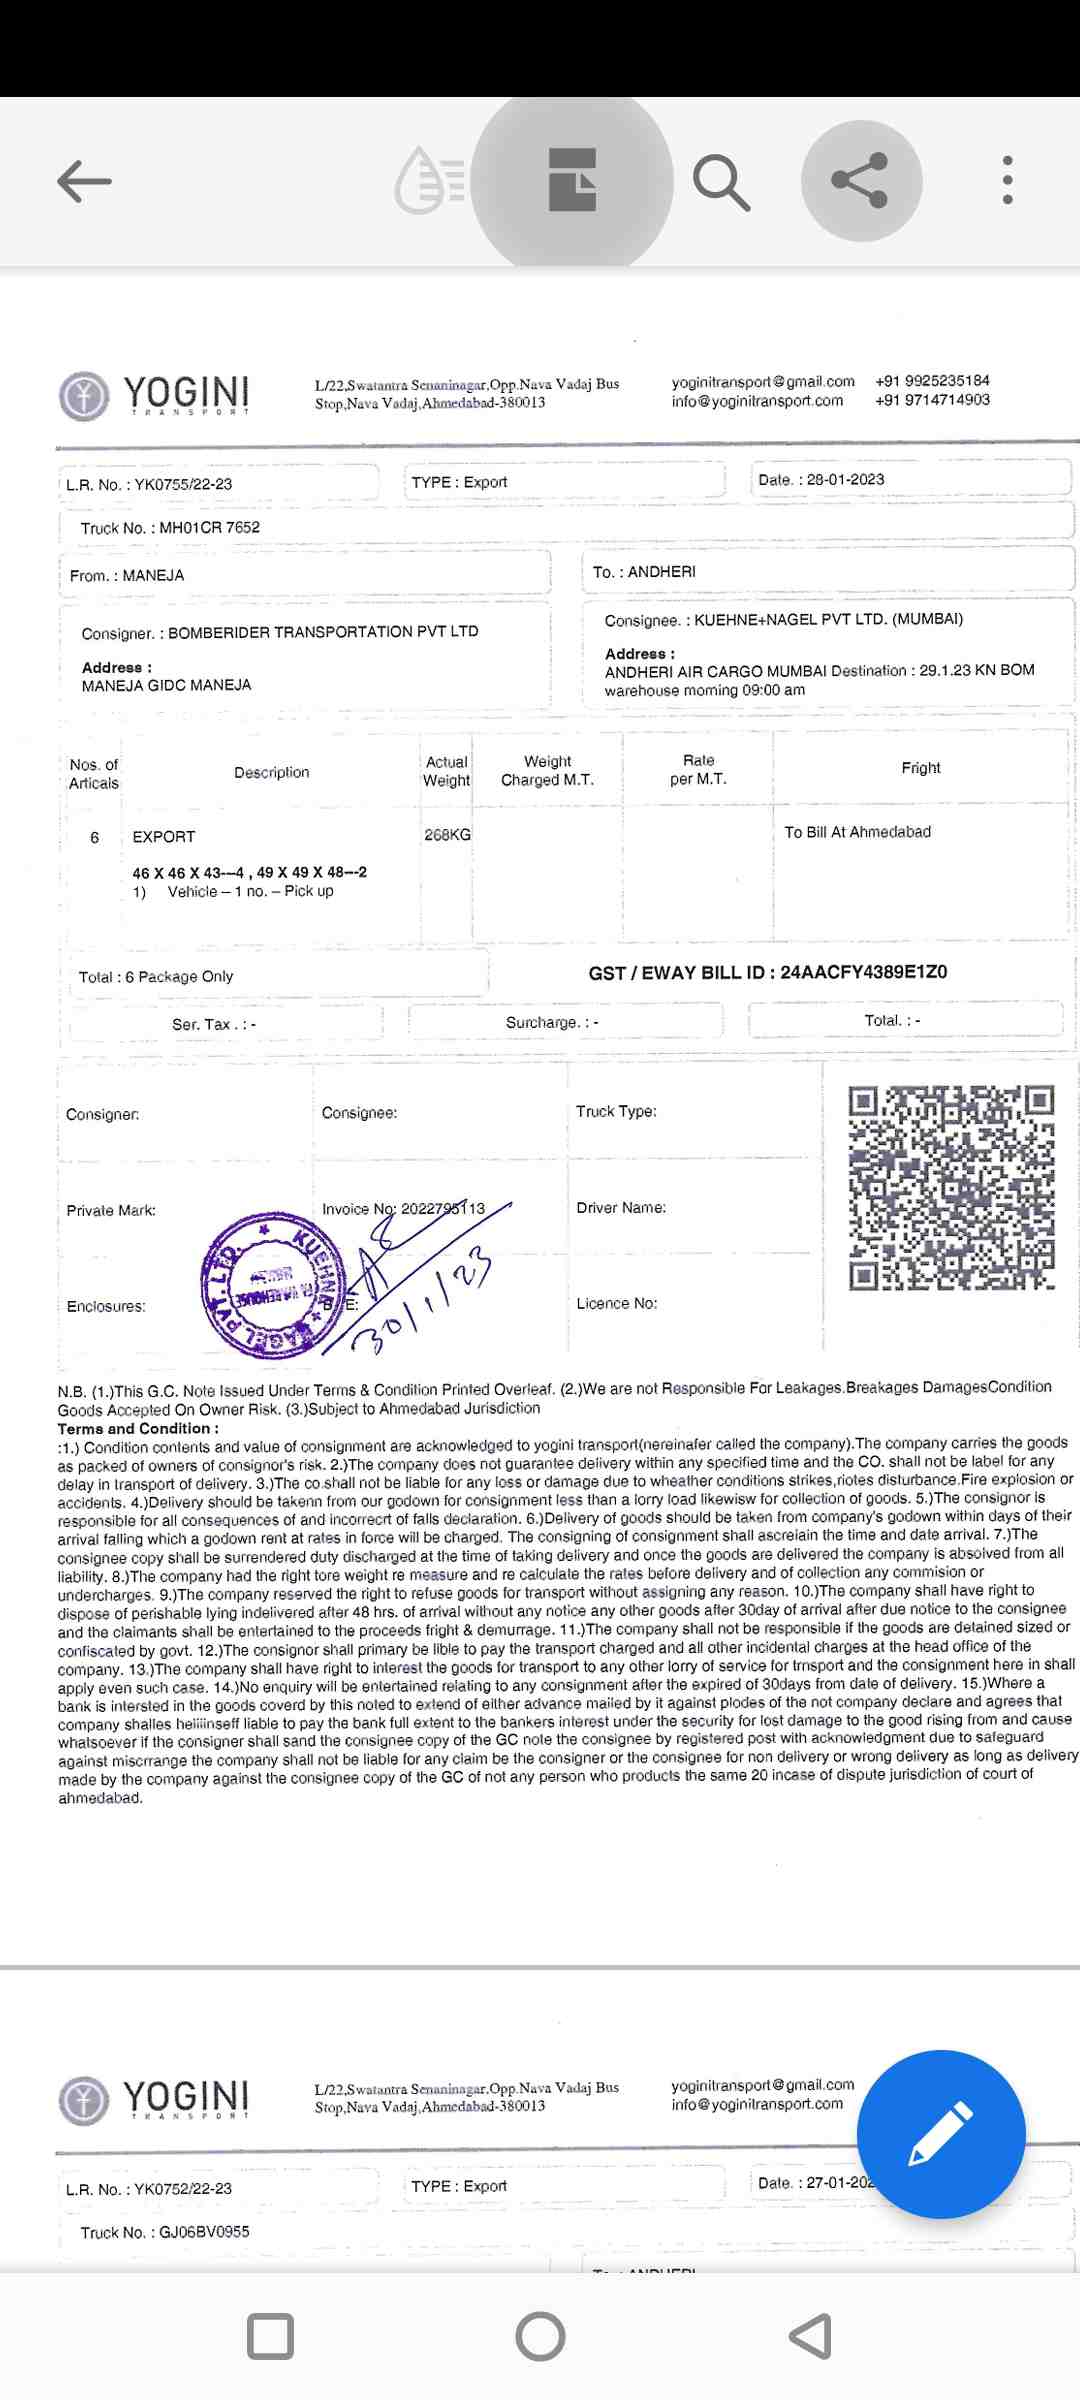 YOGINI
TRANSPORT
L/22,Swatantra Senaninagar,Opp.Nava Vadaj Bus
Stop,Nava Vadaj,Ahmedabad-380013
yoginitransport@gmail.com +91 9925235184
info@yoginitransport.com +91 9714714903
L.R. No. : YK0755/22-23
TYPE : Export
Date. : 28-01-2023
Truck No. : MH01CR 7652
From. : MANEJA
To. : ANDHERI
Consigner. : BOMBERIDER TRANSPORTATION PVT LTD
Address :
MANEJA GIDC MANEJA
Consignee. : KUEHNE+NAGEL PVT LTD. (MUMBAI)
Address :
ANDHERI AIR CARGO MUMBAI Destination : 29.1.23 KN BOM
warehouse morning 09:00 am
Nos. of
Articals
Description
Actual
Weight
Weight
Charged M.T.
Rate
per M.T.
Fright
6
EXPORT
268KG
To Bill At Ahmedabad
46 X 46 X 43---4 , 49 X 49 X 48---2
1) Vehicle – 1 no. – Pick up
Total : 6 Package Only
GST / EWAY BILL ID : 24AACFY4389E1Z0
Ser. Tax . : -
Surcharge. : -
Total. : -
Consigner:
Consignee:
Truck Type:
Private Mark:
Invoice No: 2022795113
Driver Name:
KUEHNE + NAGEL PVT. LTD.
30/1/23
Enclosures:
B. E:
Licence No:
N.B. (1.)This G.C. Note Issued Under Terms & Condition Printed Overleaf. (2.)We are not Responsible For Leakages.Breakages DamagesCondition
Goods Accepted On Owner Risk. (3.)Subject to Ahmedabad Jurisdiction
Terms and Condition :
:1.) Condition contents and value of consignment are acknowledged to yogini transport(nereinafer called the company).The company carries the goods
as packed of owners of consignor's risk. 2.)The company does not guarantee delivery within any specified time and the CO. shall not be label for any
delay in transport of delivery. 3.)The co.shall not be liable for any loss or damage due to wheather conditions strikes,riotes disturbance.Fire explosion or
accidents. 4.)Delivery should be takenn from our godown for consignment less than a lorry load likewisw for collection of goods. 5.)The consignor is
responsible for all consequences of and incorrecrt of falls declaration. 6.)Delivery of goods should be taken from company's godown within days of their
arrival falling which a godown rent at rates in force will be charged. The consigning of consignment shall ascreiain the time and date arrival. 7.)The
consignee copy shall be surrendered duty discharged at the time of taking delivery and once the goods are delivered the company is absolved from all
liability. 8.)The company had the right tore weight re measure and re calculate the rates before delivery and of collection any commision or
undercharges. 9.)The company reserved the right to refuse goods for transport without assigning any reason. 10.)The company shall have right to
dispose of perishable lying indelivered after 48 hrs. of arrival without any notice any other goods after 30day of arrival after due notice to the consignee
and the claimants shall be entertained to the proceeds fright & demurrage. 11.)The company shall not be responsible if the goods are detained sized or
confiscated by govt. 12.)The consignor shall primary be lible to pay the transport charged and all other incidental charges at the head office of the
company. 13.)The company shall have right to interest the goods for transport to any other lorry of service for trnsport and the consignment here in shall
apply even such case. 14.)No enquiry will be entertained relating to any consignment after the expired of 30days from date of delivery. 15.)Where a
bank is intersted in the goods coverd by this noted to extend of either advance mailed by it against plodes of the not company declare and agrees that
company shalles heliiinseff liable to pay the bank full extent to the bankers interest under the security for lost damage to the good rising from and cause
whatsoever if the consigner shall sand the consignee copy of the GC note the consignee by registered post with acknowledgment due to safeguard
against miscrrange the company shall not be liable for any claim be the consigner or the consignee for non delivery or wrong delivery as long as delivery
made by the company against the consignee copy of the GC of not any person who products the same 20 incase of dispute jurisdiction of court of
ahmedabad.
YOGINI
TRANSPORT
L/22,Swatantra Senaninagar,Opp.Nava Vadaj Bus
Stop,Nava Vadaj,Ahmedabad-380013
yoginitransport@gmail.com
info@yoginitransport.com
L.R. No. : YK0752/22-23
TYPE : Export
Date. : 27-01-202
Truck No. : GJ06BV0955
To. : ANDHERI